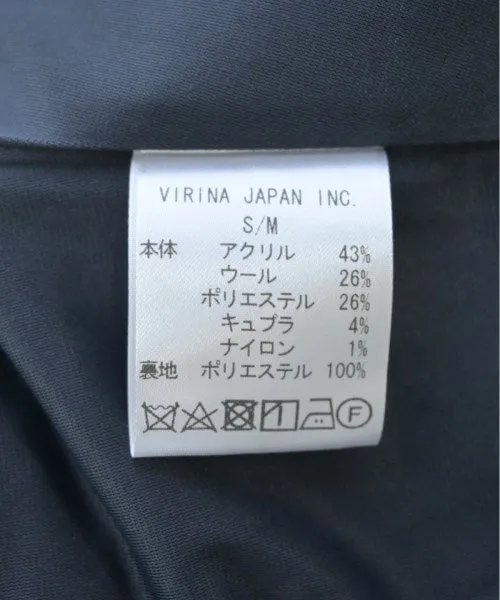 VIRINA JAPAN INC.
S/M
本体 アクリル 43%
ウール 26%
ポリエステル 26%
キュプラ 4%
ナイロン 1%
裏地 ポリエステル 100%
F